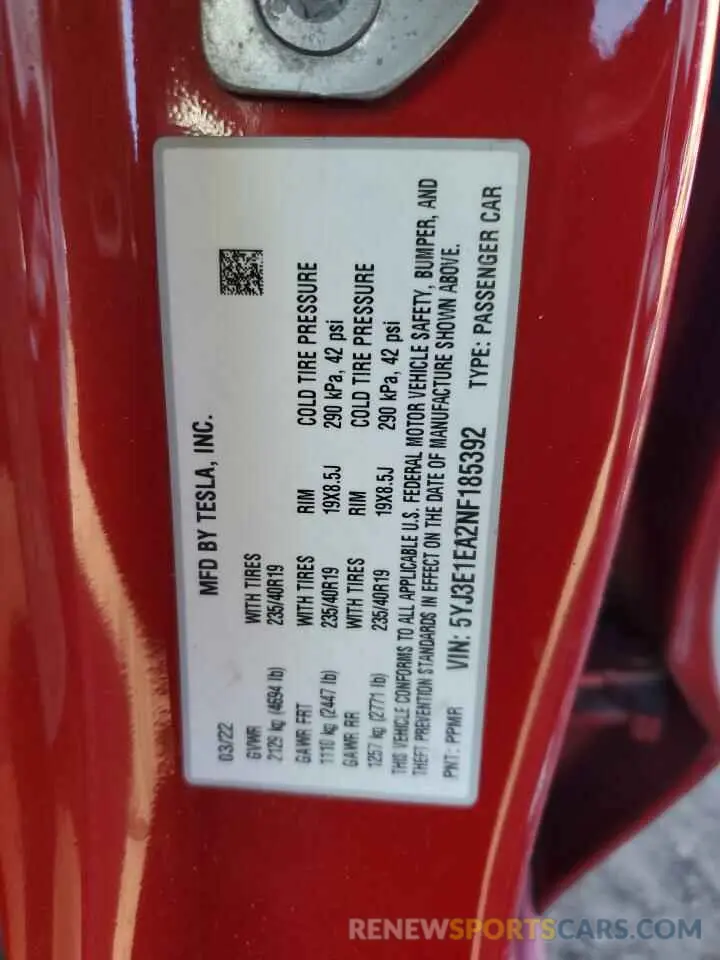 MFD BY TESLA, INC.
03/22
GVWR WITH TIRES
2129 kg (4694 lb) 235/40R19
GAWR FRT WITH TIRES RIM COLD TIRE PRESSURE
1110 kg (2447 lb) 235/40R19 19X8.5J 290 kPa, 42 psi
GAWR RR WITH TIRES RIM COLD TIRE PRESSURE
1257 kg (2771 lb) 235/40R19 19X8.5J 290 kPa, 42 psi
THIS VEHICLE CONFORMS TO ALL APPLICABLE U.S. FEDERAL MOTOR VEHICLE SAFETY, BUMPER, AND
THEFT PREVENTION STANDARDS IN EFFECT ON THE DATE OF MANUFACTURE SHOWN ABOVE.
PNT: PPMR VIN: 5YJ3E1EA2NF185392 TYPE: PASSENGER CAR
RENEWSPORTSCARS.COM